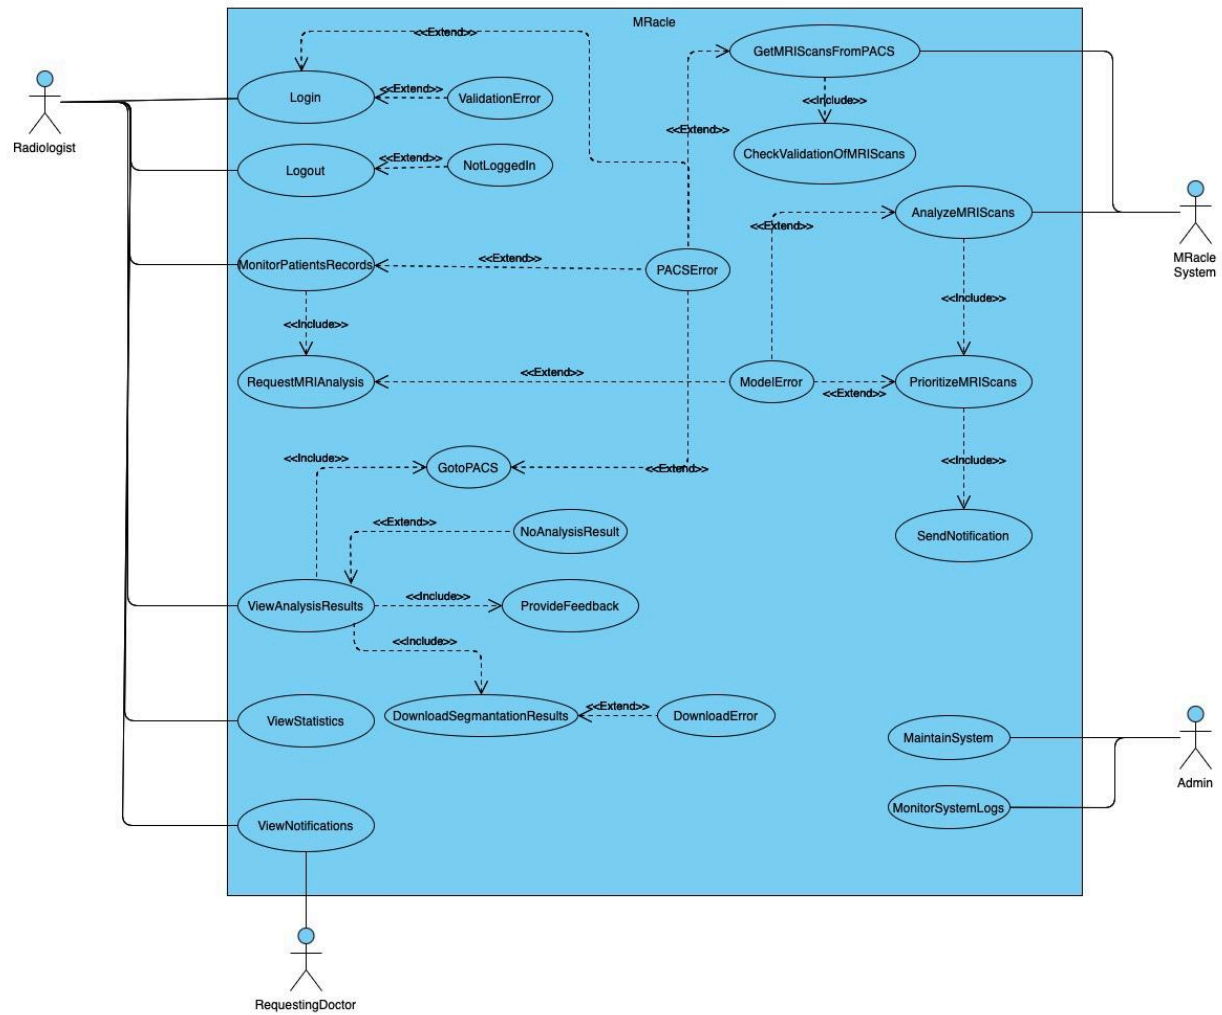 MRacle
<<Extend>>
GetMRIScansFromPACS
Radiologist
Login
<<Extend>>
ValidationError
<<Include>>
<<Extend>>
CheckValidationOfMRIScans
Logout
<<Extend>>
NotLoggedIn
AnalyzeMRIScans
<<Extend>>
MRacle
System
MonitorPatientsRecords
<<Extend>>
PACSError
<<Include>>
<<Include>>
RequestMRIAnalysis
<<Extend>>
ModelError
<<Extend>>
PrioritizeMRIScans
<<Include>>
GotoPACS
<<Extend>>
<<Include>>
<<Extend>>
NoAnalysisResult
SendNotification
ViewAnalysisResults
<<Include>>
ProvideFeedback
<<Include>>
ViewStatistics
DownloadSegmantationResults
<<Extend>>
DownloadError
MaintainSystem
Admin
MonitorSystemLogs
ViewNotifications
RequestingDoctor